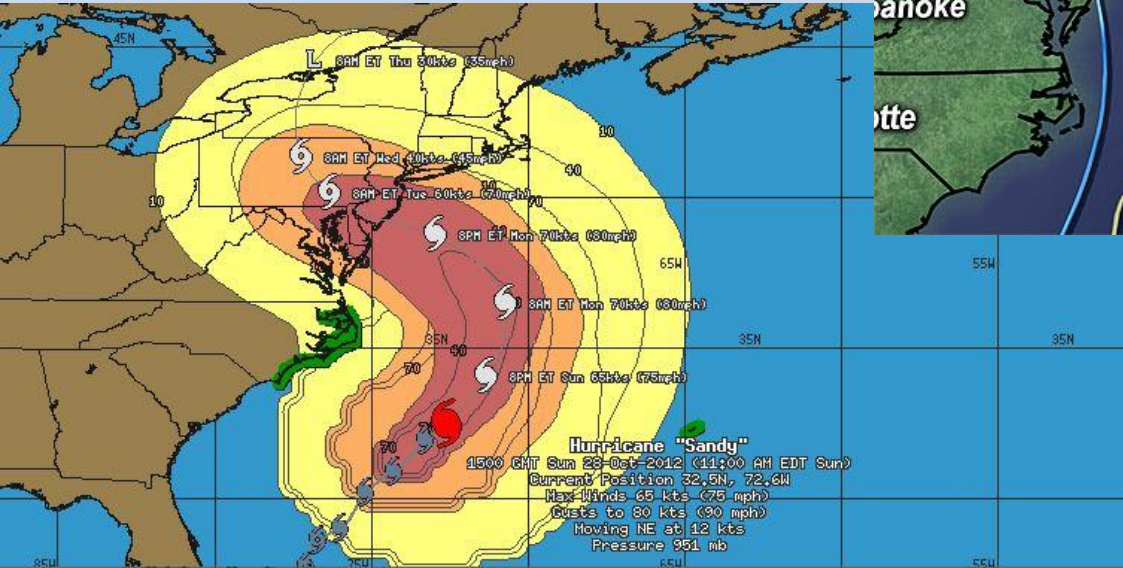 anoke
otte
45N
L 8AM ET Thu 30kts (35mph)
10
8AM ET Wed 40kts (45mph)
40
8AM ET Tue 60kts (70mph)
70
10
8PM ET Mon 70kts (80mph)
65W
55W
8AM ET Mon 70kts (80mph)
35N
35N
35N
40
70
8PM ET Sun 65kts (75mph)
70
Hurricane "Sandy"
1500 GMT Sun 28-Oct-2012 (11:00 AM EDT Sun)
Current Position 32.5N, 72.6W
Max Winds 65 kts (75 mph)
Gusts to 80 kts (90 mph)
Moving NE at 12 kts
Pressure 951 mb
85W
75W
65W
55W